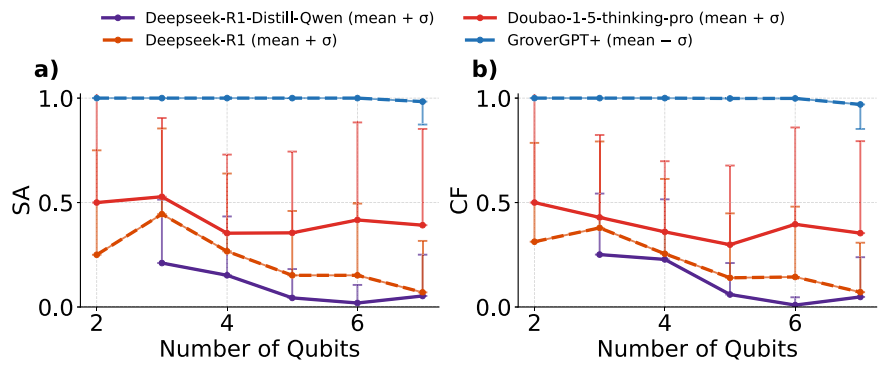 Deepseek-R1-Distill-Qwen (mean + σ)
Deepseek-R1 (mean + σ)
Doubao-1-5-thinking-pro (mean + σ)
GroverGPT+ (mean − σ)
a)
1.0
0.5
0.0
SA
2
4
6
Number of Qubits
b)
1.0
0.5
0.0
CF
2
4
6
Number of Qubits